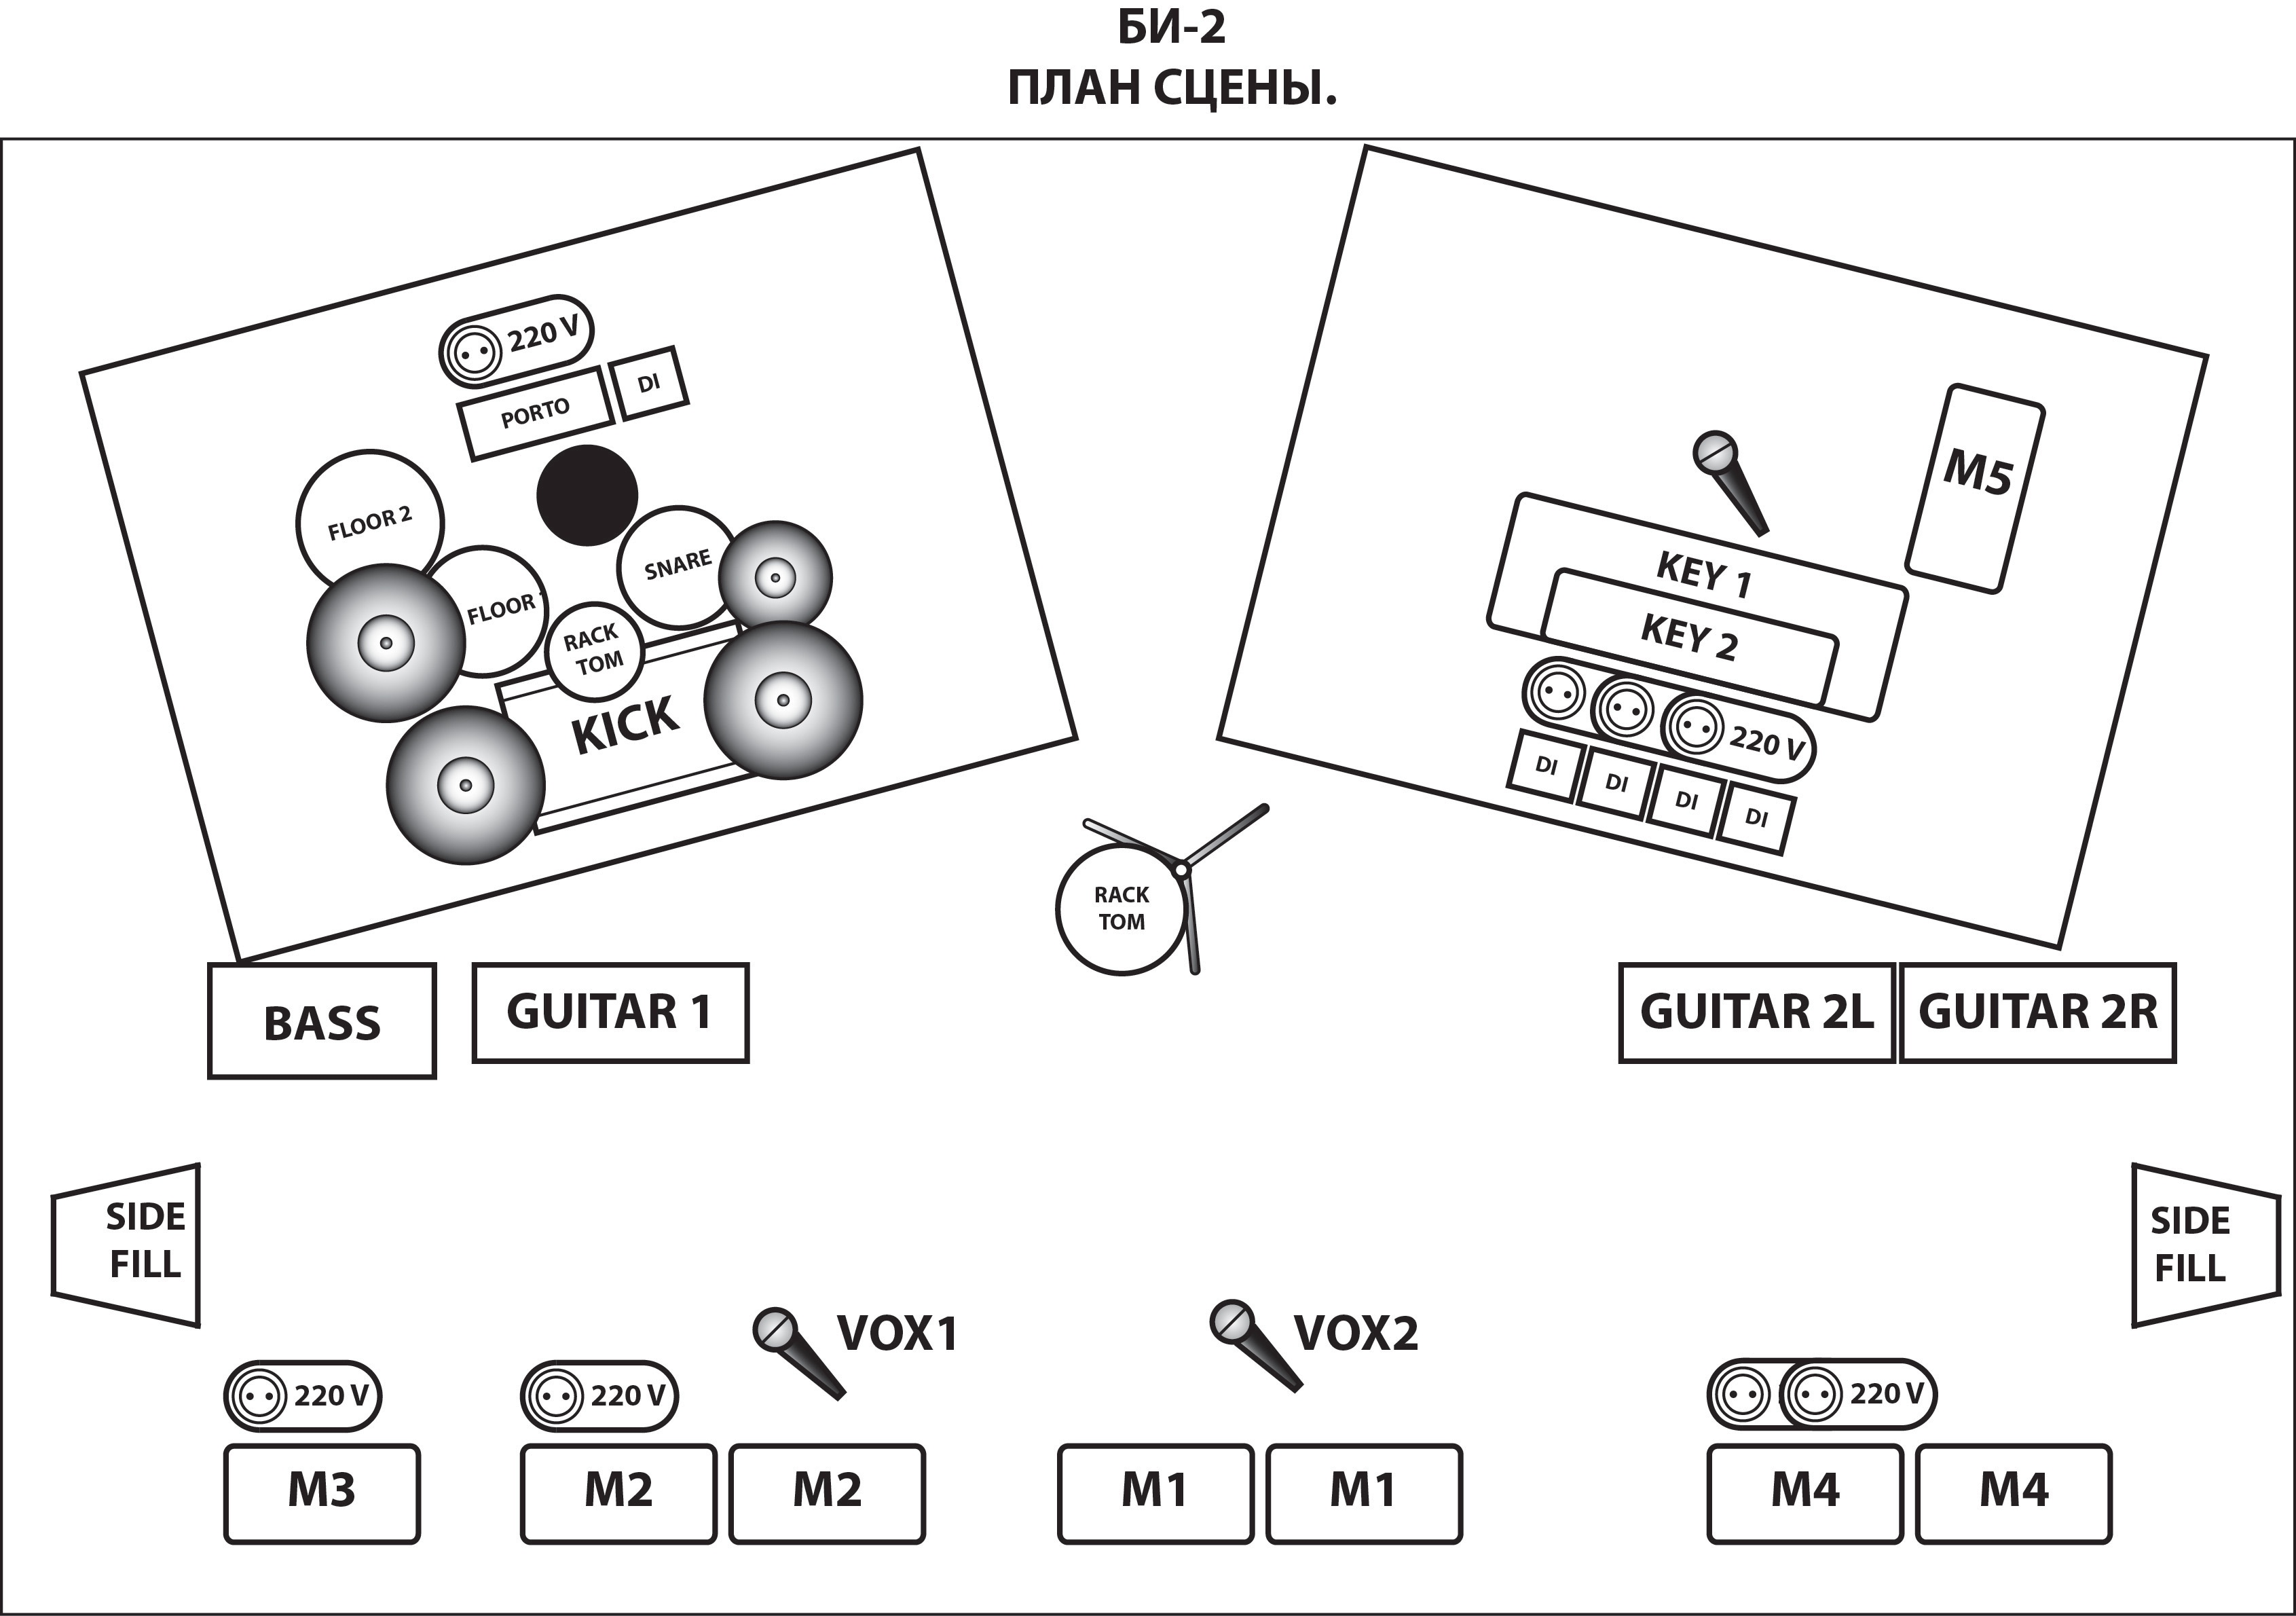 БИ-2
ПЛАН СЦЕНЫ.
220 V
PORTO
DI
FLOOR 2
FLOOR
SNARE
RACK
TOM
KICK
M5
KEY 1
KEY 2
220 V
DI
DI
DI
DI
RACK
TOM
BASS
GUITAR 1
GUITAR 2L
GUITAR 2R
SIDE
FILL
SIDE
FILL
VOX1
VOX2
220 V
220 V
220 V
M3
M2
M2
M1
M1
M4
M4